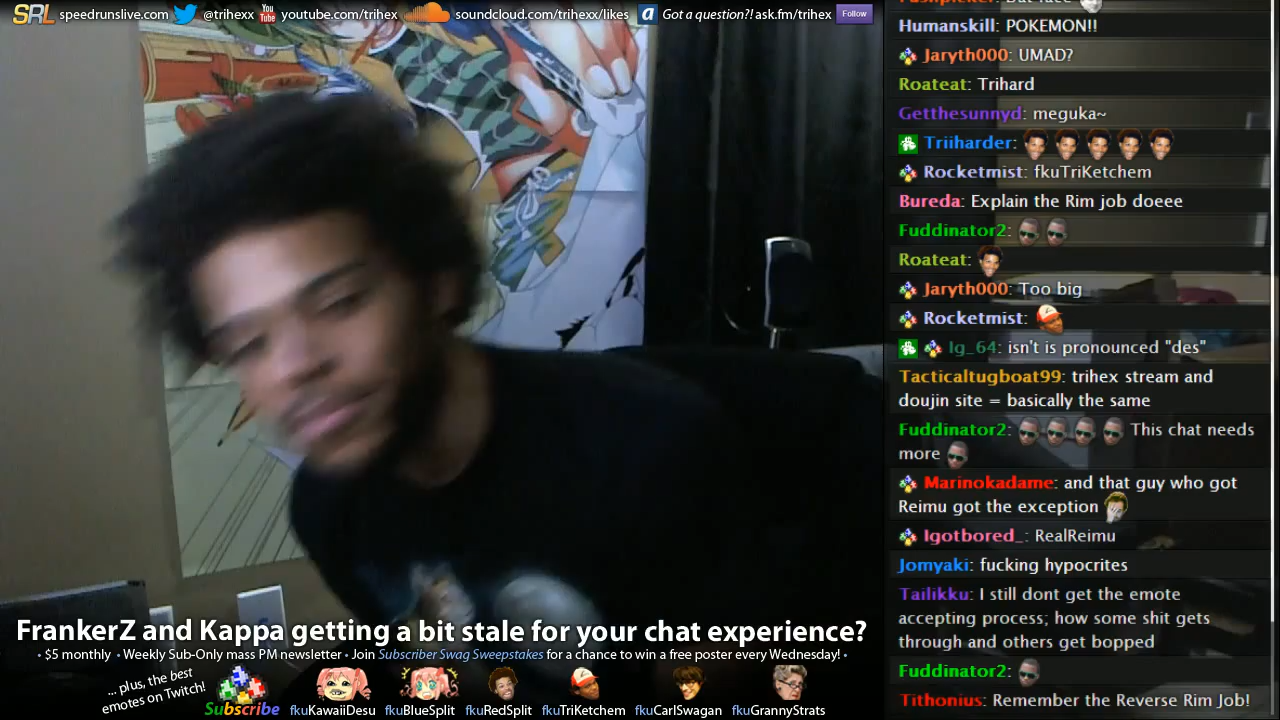 SRL speedrunslive.com @trihexx You Tube youtube.com/trihex soundcloud.com/trihexx/likes a Got a question?! ask.fm/trihex Follow
Humanskill: POKEMON!!
Jaryth000: UMAD?
Roateat: Trihard
Getthesunnyd: meguka~
Triiharder:
Rocketmist: fkuTriKetchem
Bureda: Explain the Rim job doeee
Fuddinator2:
Roateat:
Jaryth000: Too big
Rocketmist:
Ig_64: isn't is pronounced "des"
Tacticaltugboat99: trihex stream and
doujin site = basically the same
Fuddinator2: This chat needs
more
Marinokadame: and that guy who got
Reimu got the exception
Igotbored_: RealReimu
Jomyaki: fucking hypocrites
Tailikku: I still dont get the emote
accepting process; how some shit gets
through and others get bopped
Fuddinator2:
Tithonius: Remember the Reverse Rim Job!
FrankerZ and Kappa getting a bit stale for your chat experience?
• $5 monthly • Weekly Sub-Only mass PM newsletter • Join Subscriber Swag Sweepstakes for a chance to win a free poster every Wednesday! •
... plus, the best
emotes on Twitch!
Subscribe
fkuKawaiiDesu fkuBlueSplit fkuRedSplit fkuTriKetchem fkuCarlSwagan fkuGrannyStrats